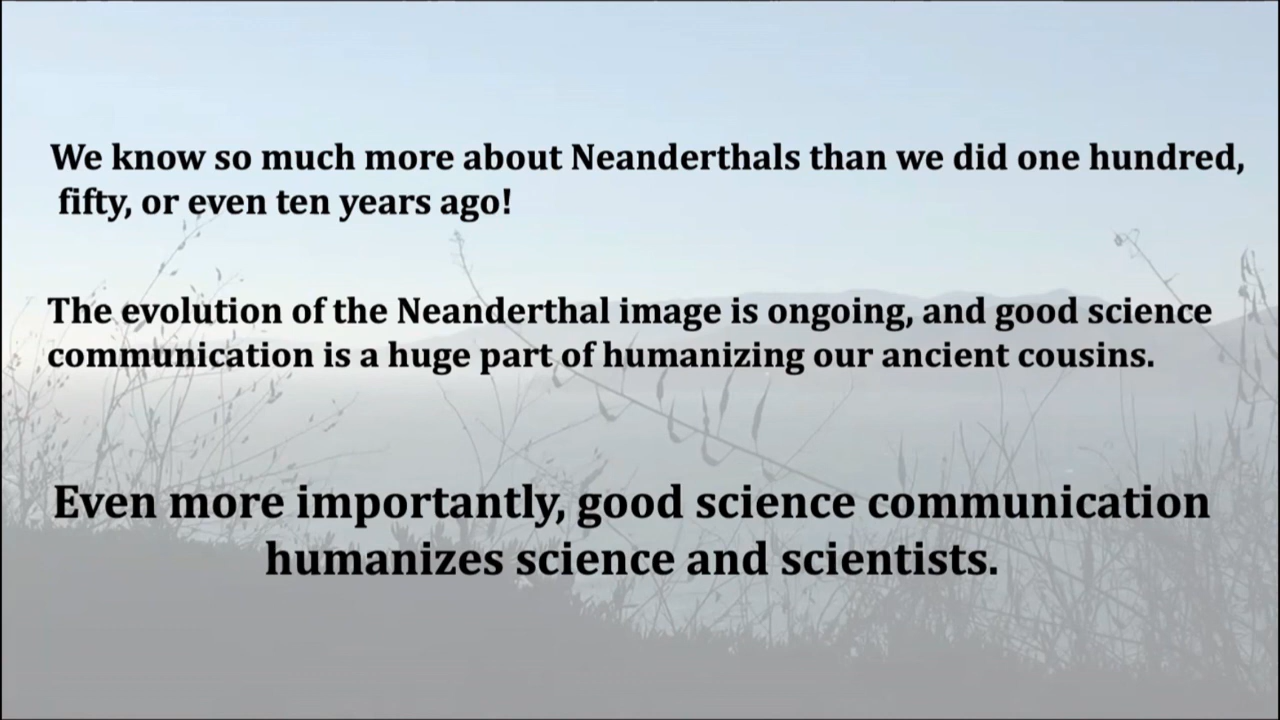 We know so much more about Neanderthals than we did one hundred,
fifty, or even ten years ago!
The evolution of the Neanderthal image is ongoing, and good science
communication is a huge part of humanizing our ancient cousins.
Even more importantly, good science communication
humanizes science and scientists.